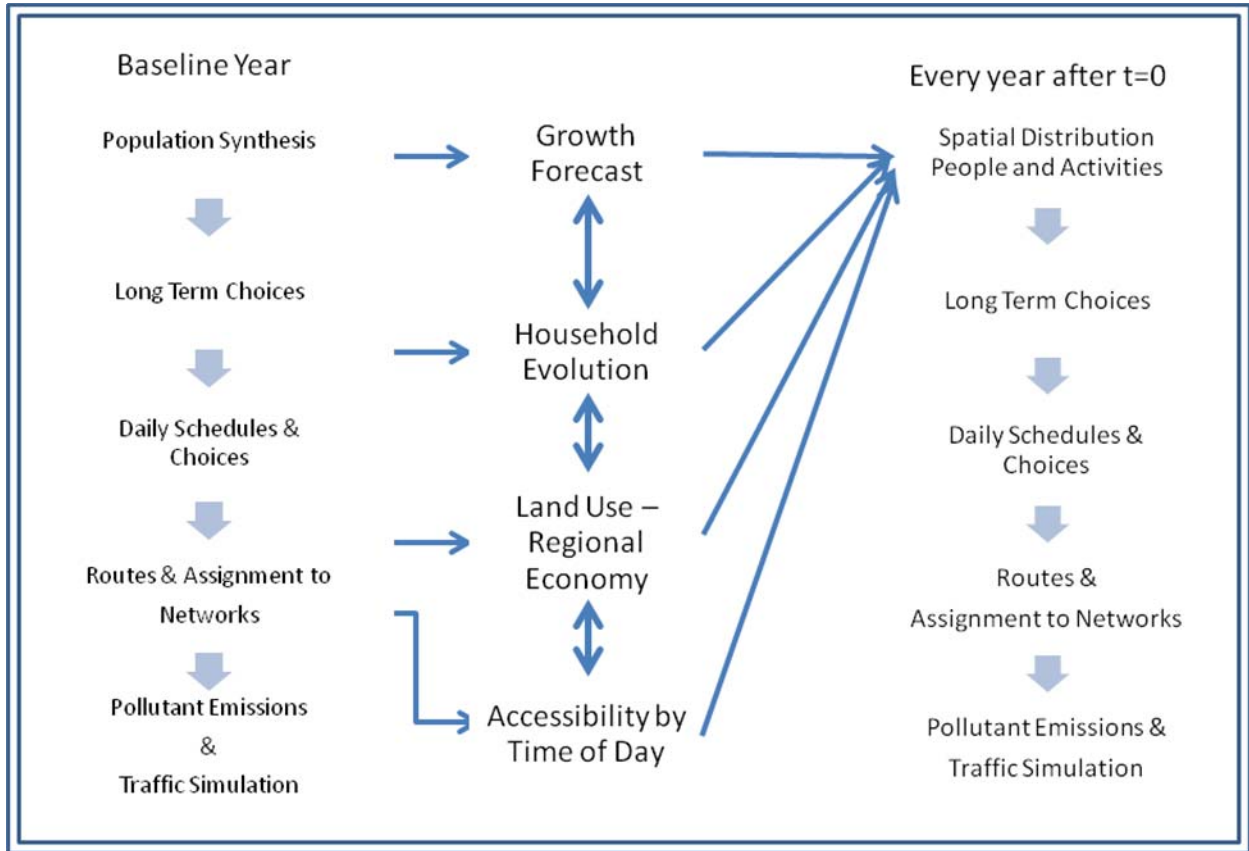 Baseline Year
Population Synthesis
Long Term Choices
Daily Schedules &
Choices
Routes & Assignment to
Networks
Pollutant Emissions
&
Traffic Simulation
Growth
Forecast
Household
Evolution
Land Use –
Regional
Economy
Accessibility by
Time of Day
Every year after t=0
Spatial Distribution
People and Activities
Long Term Choices
Daily Schedules &
Choices
Routes &
Assignment to Networks
Pollutant Emissions &
Traffic Simulation